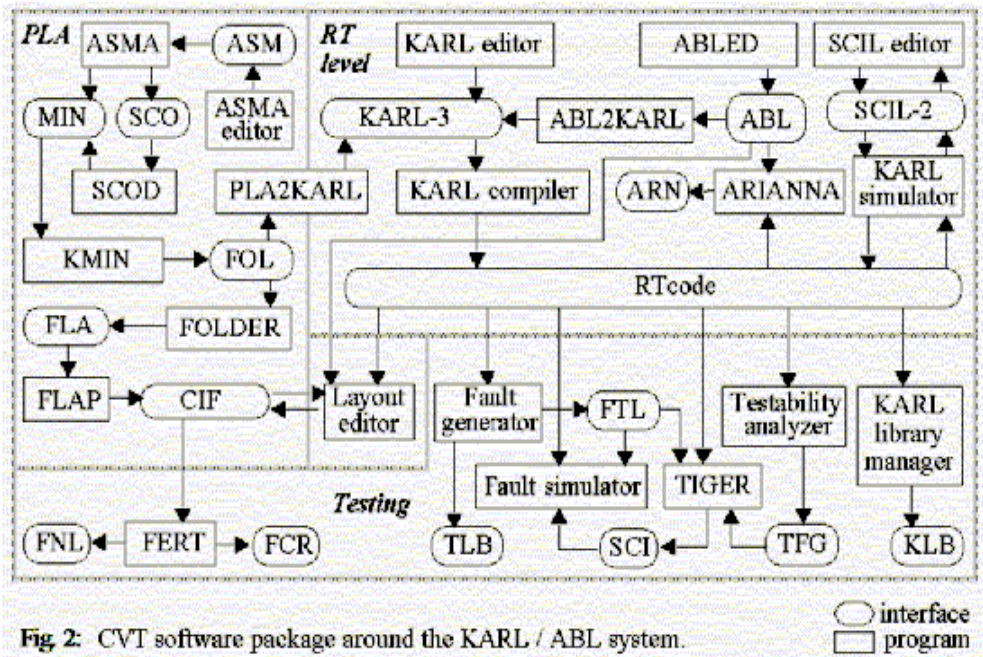 PLA
ASMA
ASM
RT
level
KARL editor
ABLED
SCIL editor
MIN
SCO
ASMA
editor
KARL-3
ABL2KARL
ABL
SCIL-2
SCOD
PLA2KARL
KARL compiler
ARN
ARIANNA
KARL
simulator
KMIN
FOL
RTcode
FLA
FOLDER
FLAP
CIF
Layout
editor
Fault
generator
FTL
Testability
analyzer
KARL
library
manager
Testing
Fault simulator
TIGER
FNL
FERT
FCR
TLB
SCI
TFG
KLB
Fig. 2: CVT software package around the KARL / ABL system.
interface
program